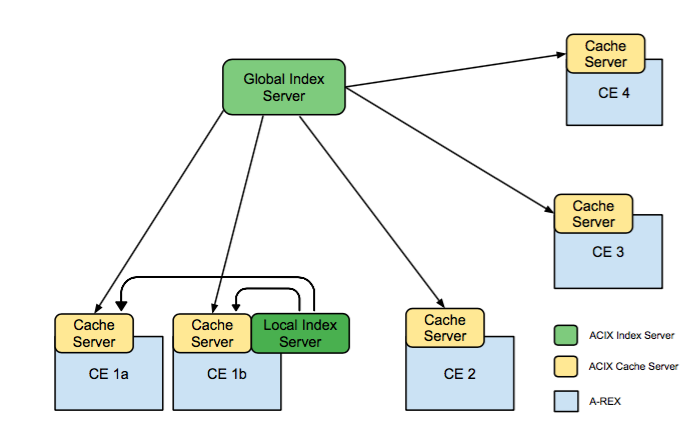 Cache
Server
CE 4
Global Index
Server
Cache
Server
CE 3
Cache
Server
CE 1a
Cache
Server
CE 1b
Local Index
Server
Cache
Server
CE 2
ACIX Index Server
ACIX Cache Server
A-REX